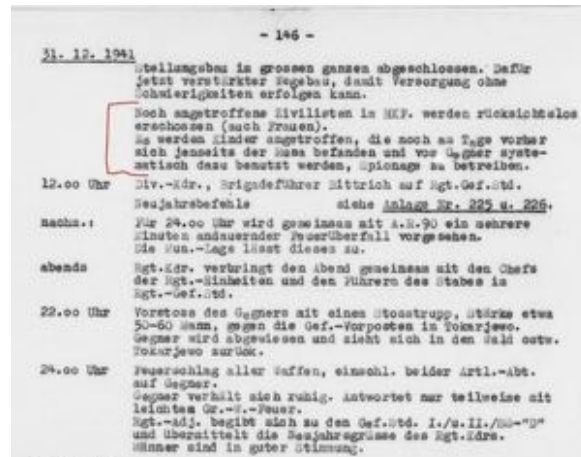 - 146 -
31. 12. 1941
Stellungsbau im grossen ganzen abgeschlossen. Dafür
jetzt verstärkter Wegebau, damit Versorgung ohne
Schwierigkeiten erfolgen kann.
Noch angetroffene Zivilisten in HKF. werden rücksichtslos
erschossen (auch Frauen).
Es werden Kinder angetroffen, die noch am Tage vorher
sich jenseits der Rusa befanden und vom Gegner syste-
matisch dazu benutzt werden, Spionage zu betreiben.
12.oo Uhr Div.-Kdr., Brigadeführer Bittrich auf Rgt.Gef.Std.
Neujahrsbefehle siehe Anlage Nr. 225 u. 226.
nachm.: Für 24.oo Uhr wird gemeinsam mit A.R.90 ein mehrere
Minuten andauernder Feuerüberfall vorgesehen.
Die Mun.-Lage lässt dieses zu.
abends Rgt.Kdr. verbringt den Abend gemeinsam mit den Chefs
der Rgt.-Einheiten und den Führern des Stabes im
Rgt.-Gef.Std.
22.oo Uhr Vorstoss des Gegners mit einem Stosstrupp, Stärke etwa
50-60 Mann, gegen die Gef.-Vorposten in Tokarjewo.
Gegner wird abgewiesen und zieht sich in den Wald ostw.
Tokarjewo zurück.
24.oo Uhr Feuerschlag aller Waffen, einschl. beider Artl.-Abt.
auf Gegner.
Gegner verhält sich ruhig. Antwortet nur teilweise mit
leichtem Gr.-W.-Feuer.
Rgt.-Adj. begibt sich zu den Gef.Std. I./u.II./"D"
und übermittelt die Neujahrsgrüsse des Rgt.Kdrs.
Männer sind in guter Stimmung.